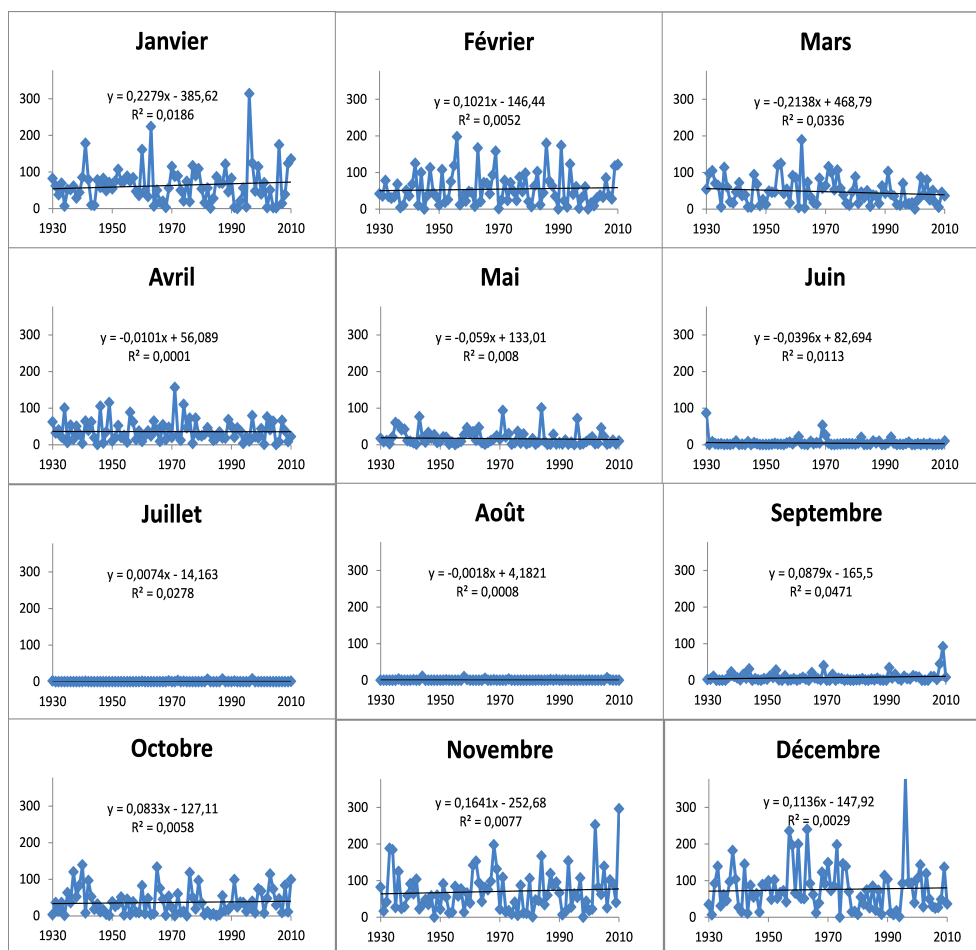 Janvier
y = 0,2279x - 385,62
R² = 0,0186
300
200
100
0
1930 1950 1970 1990 2010
Février
y = 0,1021x - 146,44
R² = 0,0052
300
200
100
0
1930 1950 1970 1990 2010
Mars
y = -0,2138x + 468,79
R² = 0,0336
300
200
100
0
1930 1950 1970 1990 2010
Avril
y = -0,0101x + 56,089
R² = 0,0001
300
200
100
0
1930 1950 1970 1990 2010
Mai
y = -0,059x + 133,01
R² = 0,008
300
200
100
0
1930 1950 1970 1990 2010
Juin
y = -0,0396x + 82,694
R² = 0,0113
300
200
100
0
1930 1950 1970 1990 2010
Juillet
y = 0,0074x - 14,163
R² = 0,0278
300
200
100
0
1930 1950 1970 1990 2010
Août
y = -0,0018x + 4,1821
R² = 0,0008
300
200
100
0
1930 1950 1970 1990 2010
Septembre
y = 0,0879x - 165,5
R² = 0,0471
300
200
100
0
1930 1950 1970 1990 2010
Octobre
y = 0,0833x - 127,11
R² = 0,0058
300
200
100
0
1930 1950 1970 1990 2010
Novembre
y = 0,1641x - 252,68
R² = 0,0077
300
200
100
0
1930 1950 1970 1990 2010
Décembre
y = 0,1136x - 147,92
R² = 0,0029
300
200
100
0
1930 1950 1970 1990 2010